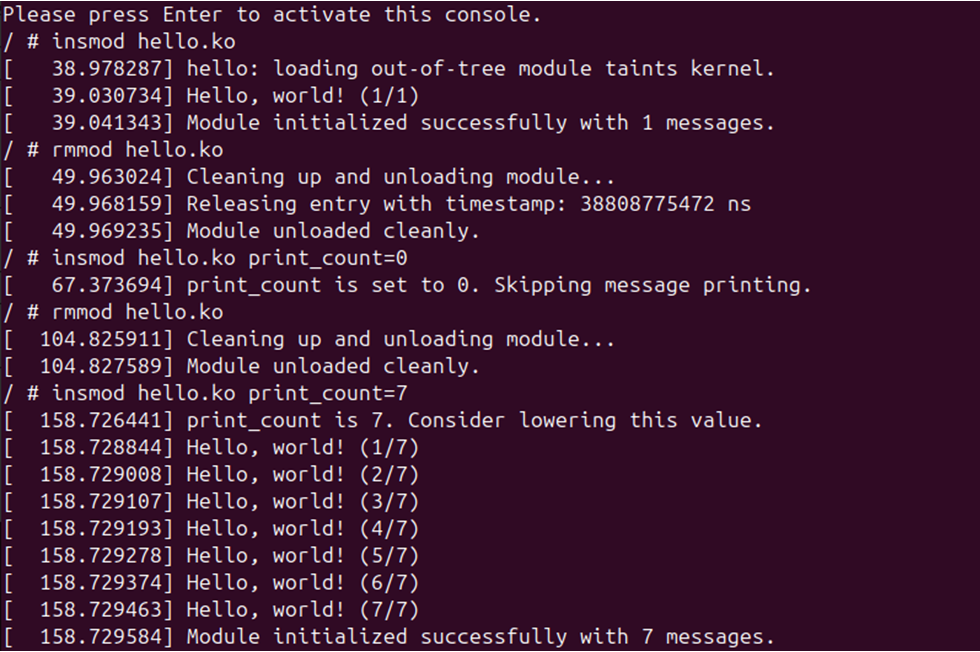 Please press Enter to activate this console.
/ # insmod hello.ko
[   38.978287] hello: loading out-of-tree module taints kernel.
[   39.030734] Hello, world! (1/1)
[   39.041343] Module initialized successfully with 1 messages.
/ # rmmod hello.ko
[   49.963024] Cleaning up and unloading module...
[   49.968159] Releasing entry with timestamp: 38808775472 ns
[   49.969235] Module unloaded cleanly.
/ # insmod hello.ko print_count=0
[   67.373694] print_count is set to 0. Skipping message printing.
/ # rmmod hello.ko
[  104.825911] Cleaning up and unloading module...
[  104.827589] Module unloaded cleanly.
/ # insmod hello.ko print_count=7
[  158.726441] print_count is 7. Consider lowering this value.
[  158.728844] Hello, world! (1/7)
[  158.729008] Hello, world! (2/7)
[  158.729107] Hello, world! (3/7)
[  158.729193] Hello, world! (4/7)
[  158.729278] Hello, world! (5/7)
[  158.729374] Hello, world! (6/7)
[  158.729463] Hello, world! (7/7)
[  158.729584] Module initialized successfully with 7 messages.